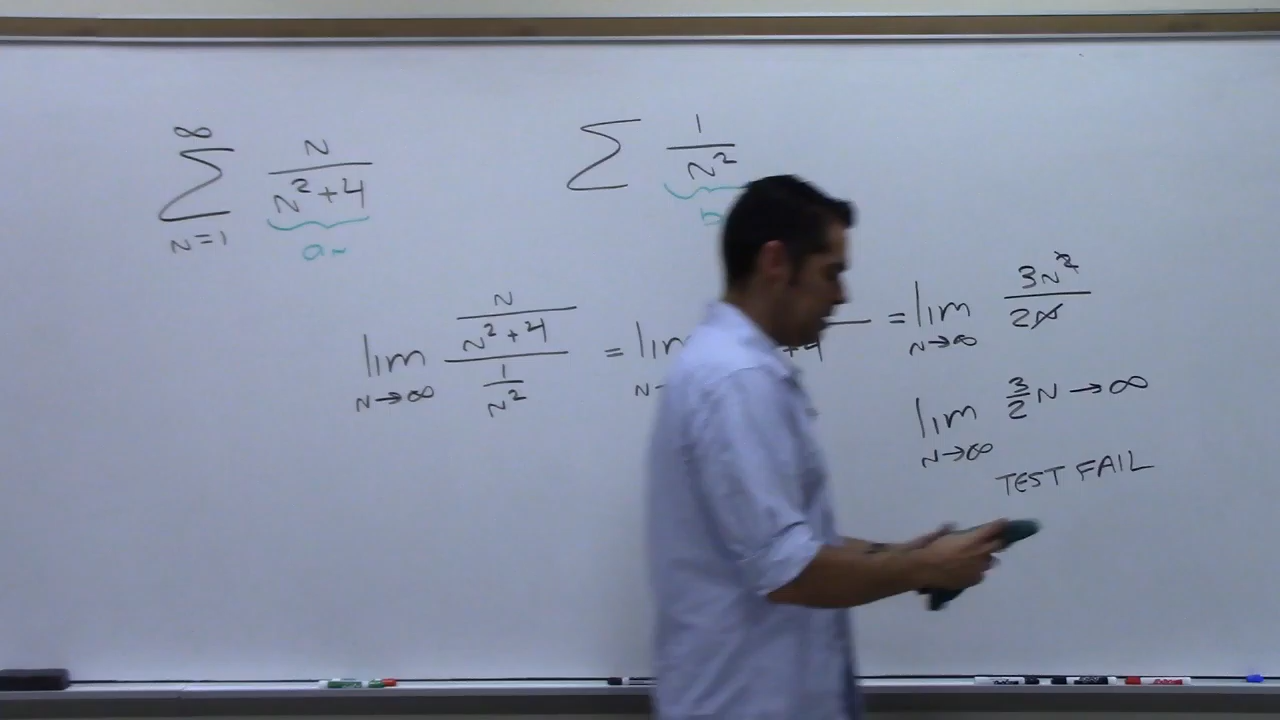 ∞
∑ N/(N²+4)   ∑ 1/N²
N=1
aₙ
lim N→∞ (N/(N²+4))/(1/N²) = lim = lim N→∞ 3N²/2N
lim N→∞ 3/2 N → ∞
TEST FAIL